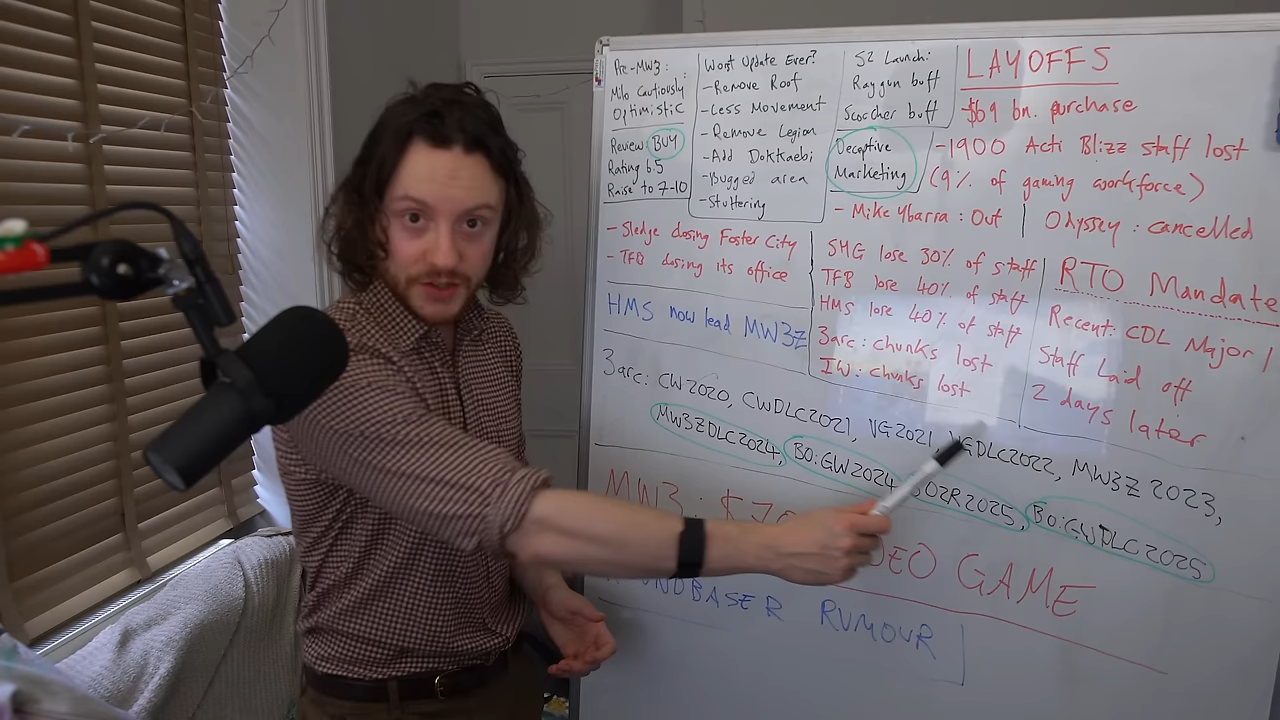 Pre-MW3:
Milo Cautiously
Optimistic
Review: BUY
Rating 6.5
Raise to 7-10
Worst Update Ever?
-Remove Roof
-Less Movement
-Remove Legion
-Add Dokkaebi
-Bugged area
-Stuttering
S2 Launch:
Raygun buff
Scorcher buff
Deceptive
Marketing
LAYOFFS
-$69 bn. purchase
-1900 Acti Blizz staff lost
(9% of gaming workforce)
- Mike Ybarra: Out
Odyssey: cancelled
- Sledge closing Foster City
- TFB closing its office
SHG lose 30% of staff
TFB lose 40% of staff
HMS lose 40% of staff
3arc: chunks lost
IW: chunks lost
RTO Mandate
Recent: CDL Major 1
Staff Laid off
2 days later
HMS now lead MW3Z
3arc: CW2020, CWDLC2021, VG2021, VGDLC2022, MW3Z 2023,
MW3ZDLC2024, BO:GW2024, BO2R2025, BO:GWDLC2025
MW3: $70
GAME
RUMOUR